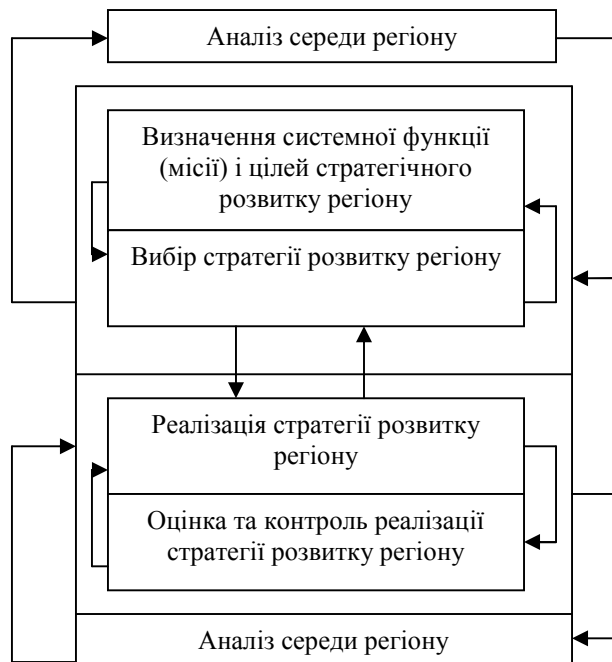 Аналіз середи регіону
Визначення системної функції
(місії) і цілей стратегічного
розвитку регіону
Вибір стратегії розвитку регіону
Реалізація стратегії розвитку
регіону
Оцінка та контроль реалізації
стратегії розвитку регіону
Аналіз середи регіону